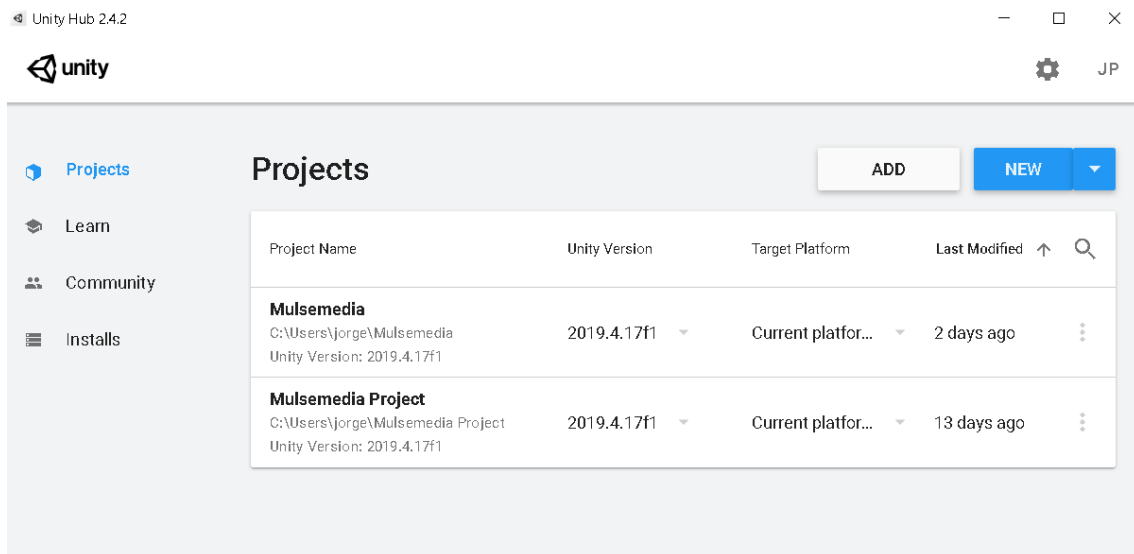 Unity Hub 2.4.2
unity
JP
Projects
Learn
Community
Installs
Projects
ADD
NEW
Project Name Unity Version Target Platform Last Modified
Mulsemedia
C:\Users\jorge\Mulsemedia
Unity Version: 2019.4.17f1
2019.4.17f1 Current platfor... 2 days ago
Mulsemedia Project
C:\Users\jorge\Mulsemedia Project
Unity Version: 2019.4.17f1
2019.4.17f1 Current platfor... 13 days ago